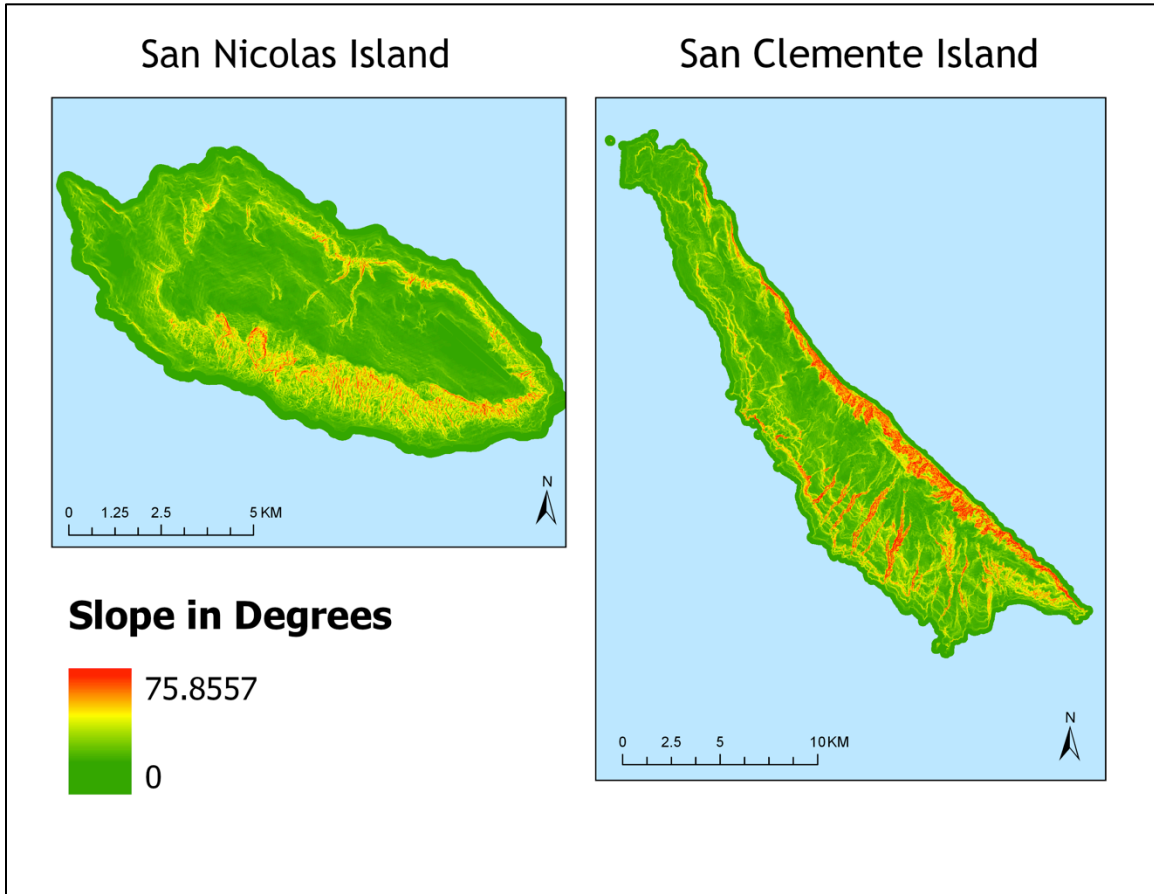 San Nicolas Island
San Clemente Island
N
0 1.25 2.5 5 KM
Slope in Degrees
75.8557
0
N
0 2.5 5 10 KM